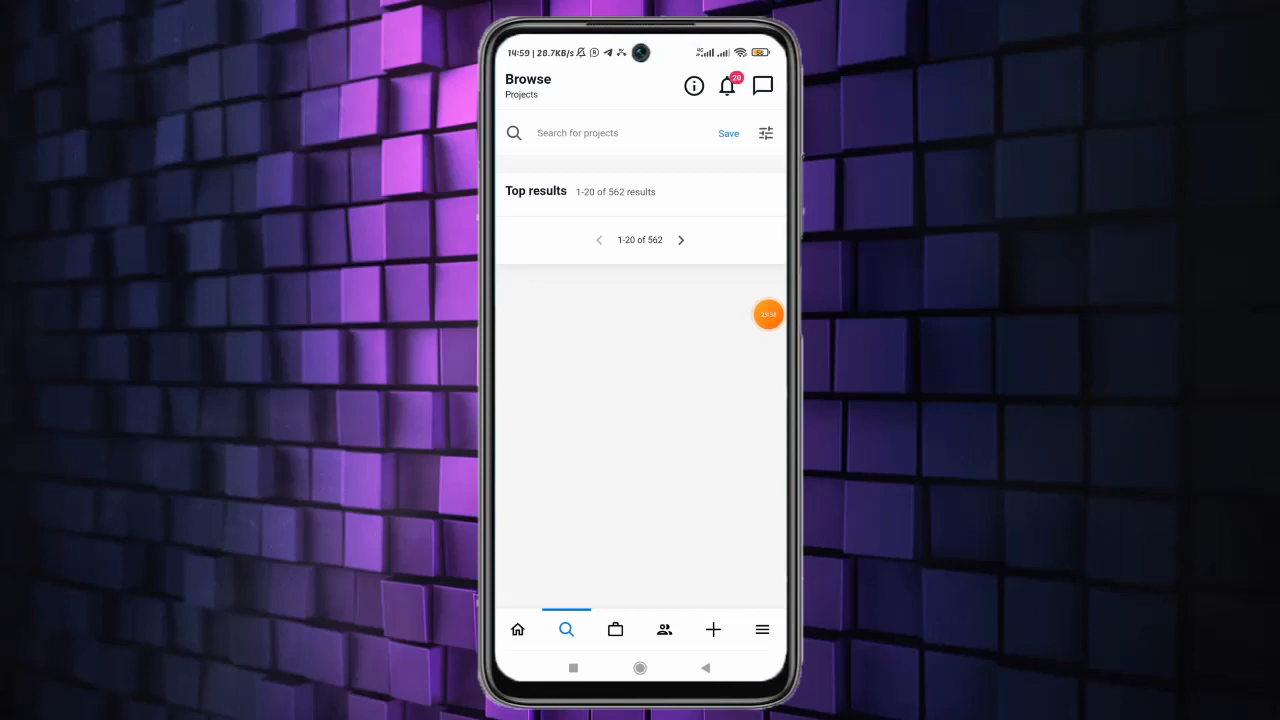 14:59 | 28.7KB/s
Browse
20
Projects
Search for projects
Save
Top results 1-20 of 562 results
1-20 of 562